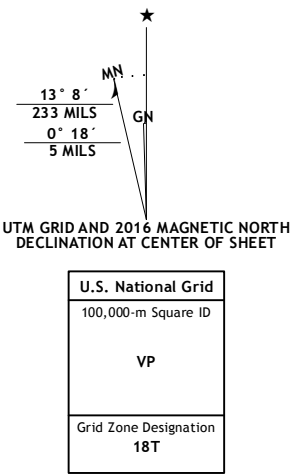 ★
MN
13° 8´
233 MILS
GN
0° 18´
5 MILS
UTM GRID AND 2016 MAGNETIC NORTH
DECLINATION AT CENTER OF SHEET
U.S. National Grid
100,000-m Square ID
VP
Grid Zone Designation
18T